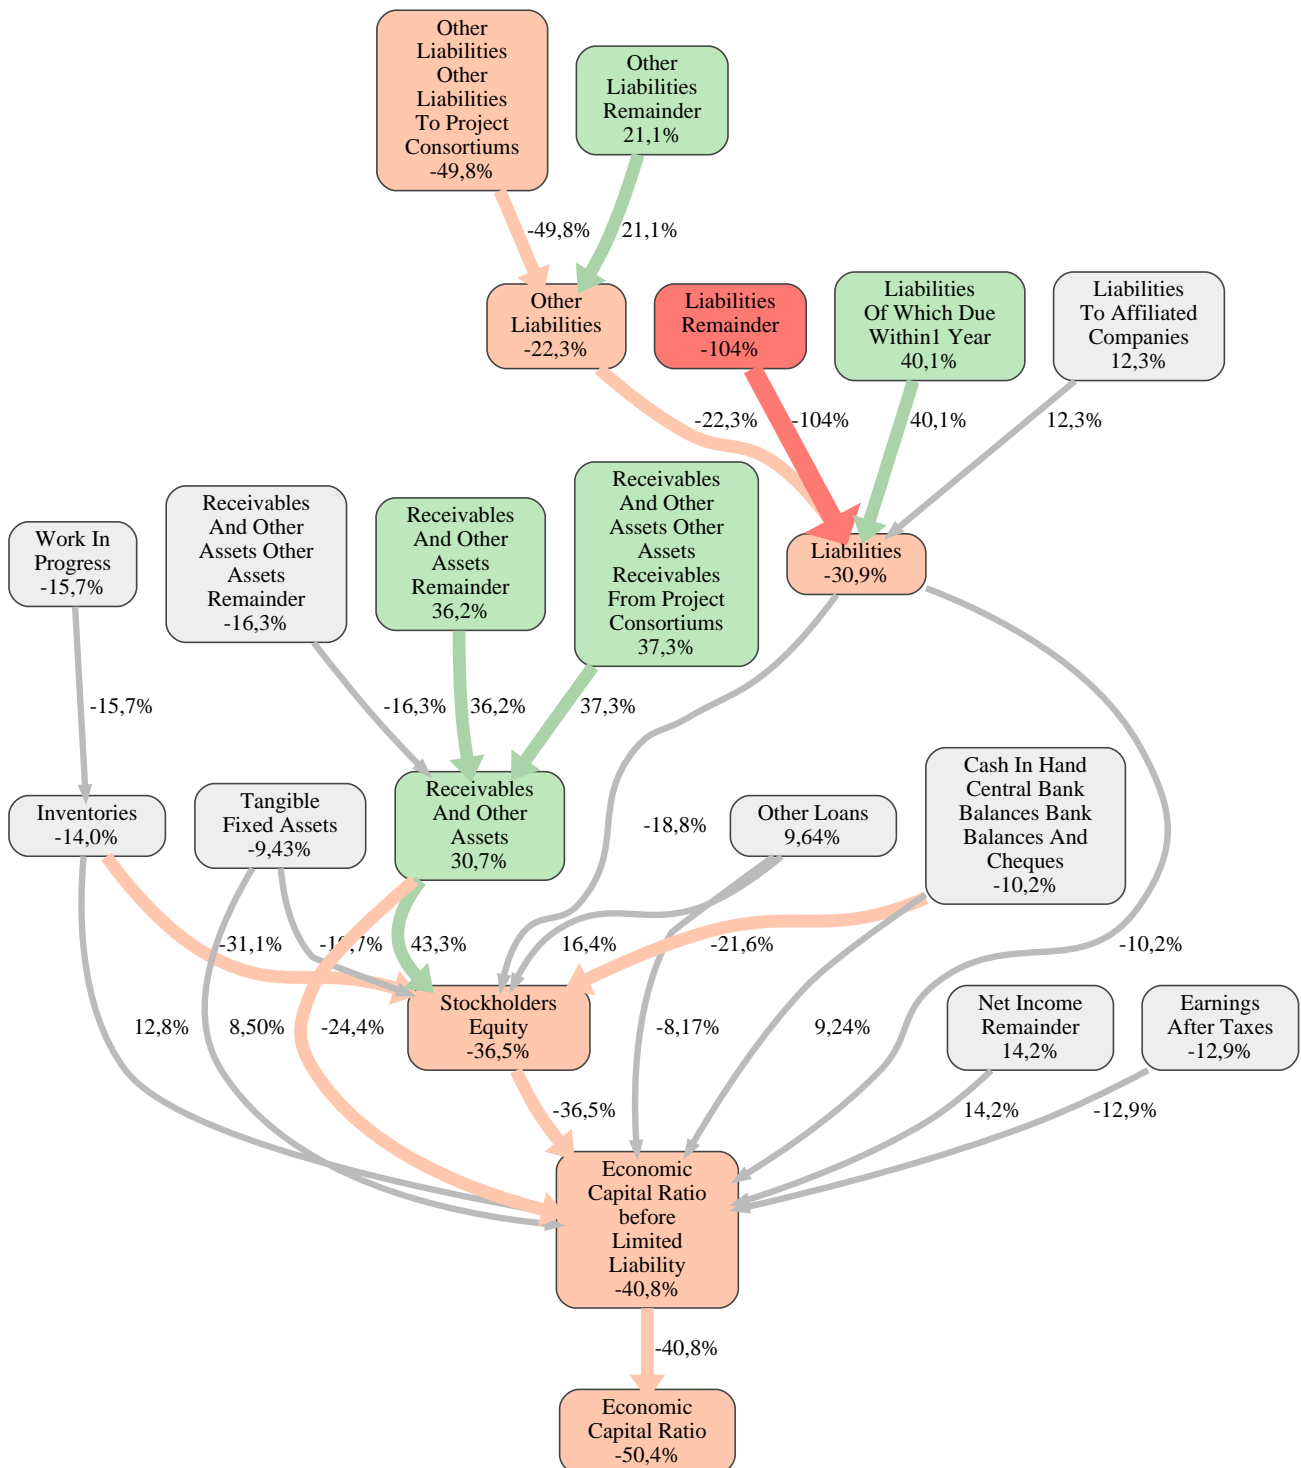 Other
Liabilities
Other
Liabilities
To Project
Consortiums
-49,8%
Other
Liabilities
Remainder
21,1%
-49,8%
21,1%
Other
Liabilities
-22,3%
Liabilities
Remainder
-104%
Liabilities
Of Which Due
Within1 Year
40,1%
Liabilities
To Affiliated
Companies
12,3%
-22,3%
-104%
40,1%
12,3%
Work In
Progress
-15,7%
Receivables
And Other
Assets Other
Assets
Remainder
-16,3%
Receivables
And Other
Assets
Remainder
36,2%
Receivables
And Other
Assets Other
Assets
Receivables
From Project
Consortiums
37,3%
Liabilities
-30,9%
-15,7%
-16,3%
36,2%
37,3%
Inventories
-14,0%
Tangible
Fixed Assets
-9,43%
Receivables
And Other
Assets
30,7%
-18,8%
Other Loans
9,64%
Cash In Hand
Central Bank
Balances Bank
Balances And
Cheques
-10,2%
-31,1%
43,3%
16,4%
-21,6%
-10,2%
12,8%
8,50%
-24,4%
Stockholders
Equity
-36,5%
-8,17%
9,24%
Net Income
Remainder
14,2%
Earnings
After Taxes
-12,9%
-36,5%
14,2%
-12,9%
Economic
Capital Ratio
before
Limited
Liability
-40,8%
-40,8%
Economic
Capital Ratio
-50,4%